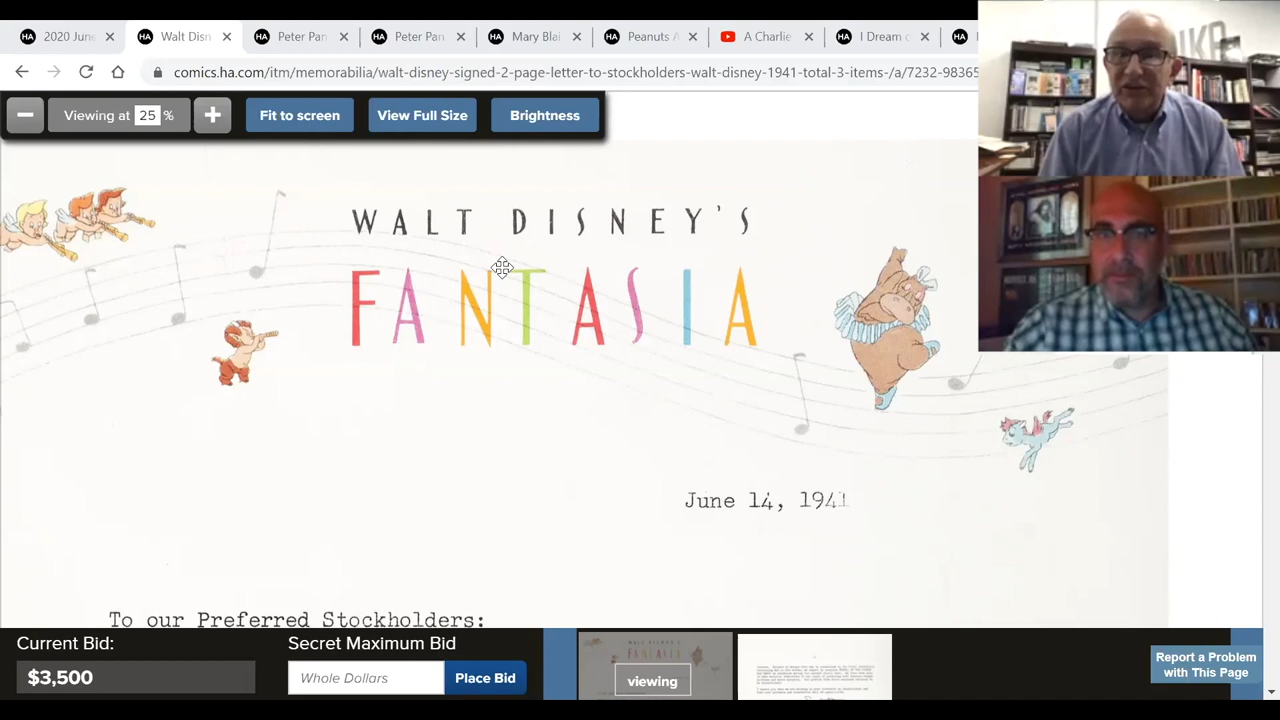 2020 June
Walt Disn
Peter Pan
Peter Pan
Mary Blai
Peanuts A
A Charlie
I Dream o
comics.ha.com/itm/memorabilia/walt-disney-signed-2-page-letter-to-stockholders-walt-disney-1941-total-3-items-/a/7232-98365
Viewing at 25 %
Fit to screen
View Full Size
Brightness
WALT DISNEY'S
FANTASIA
June 14, 1941
To our Preferred Stockholders:
Current Bid:
Secret Maximum Bid
Whole Dollars
Place Bid
viewing
Report a Problem
with This Page